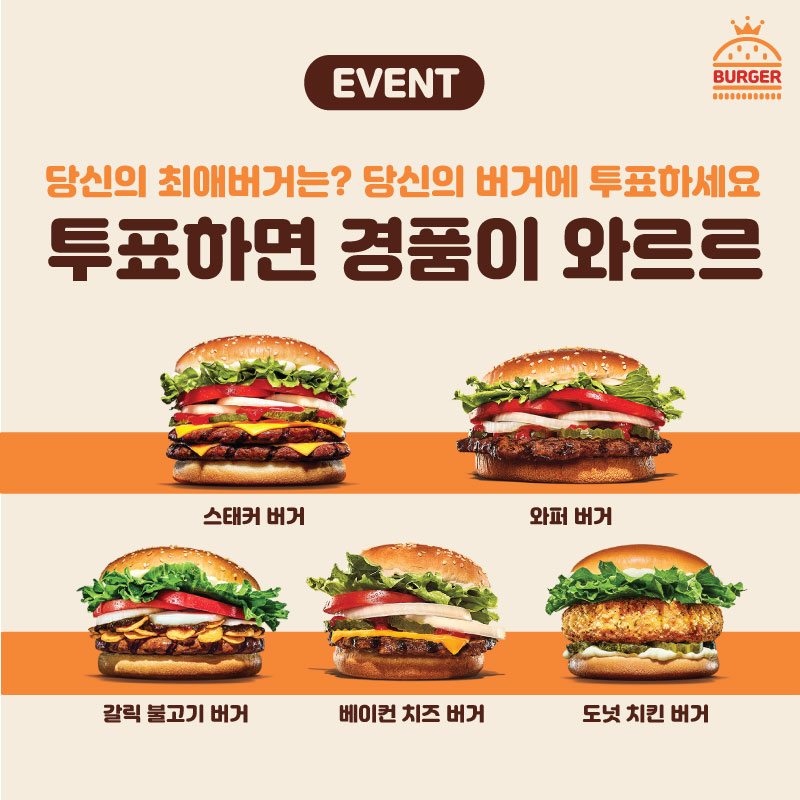 BURGER
EVENT
당신의 최애버거는? 당신의 버거에 투표하세요
투표하면 경품이 와르르
스태커 버거
와퍼 버거
갈릭 불고기 버거
베이컨 치즈 버거
도넛 치킨 버거